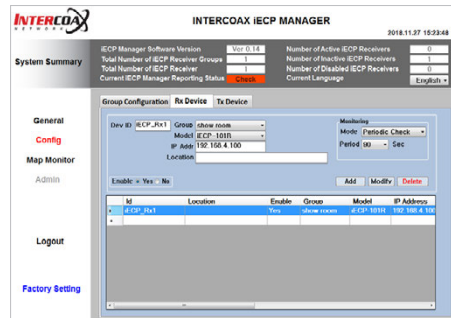 INTERCOAX
NETWORK
INTERCOAX iECP MANAGER
2018.11.27 15:23:48
System Summary
iECP Manager Software Version Ver 0.14 Number of Active iECP Receivers 0
Total Number of iECP Receiver Groups 1 Number of Inactive iECP Receivers 1
Total Number of iECP Receiver 1 Number of Disabled iECP Receivers 0
Current iECP Manager Reporting Status Check Current Language English
Group Configuration Rx Device Tx Device
General
Config
Map Monitor
Admin
Logout
Factory Setting
Dev ID iECP_Rx1 Group show room
Model iECP-101R
IP Addr 192.168.4.100
Location
Monitoring
Mode Periodic Check
Period 90 Sec
Enable Yes No
Add Modify Delete
Id Location Enable Group Model IP Address
iECP_Rx1 Yes show room iECP-101R 192.168.4.100